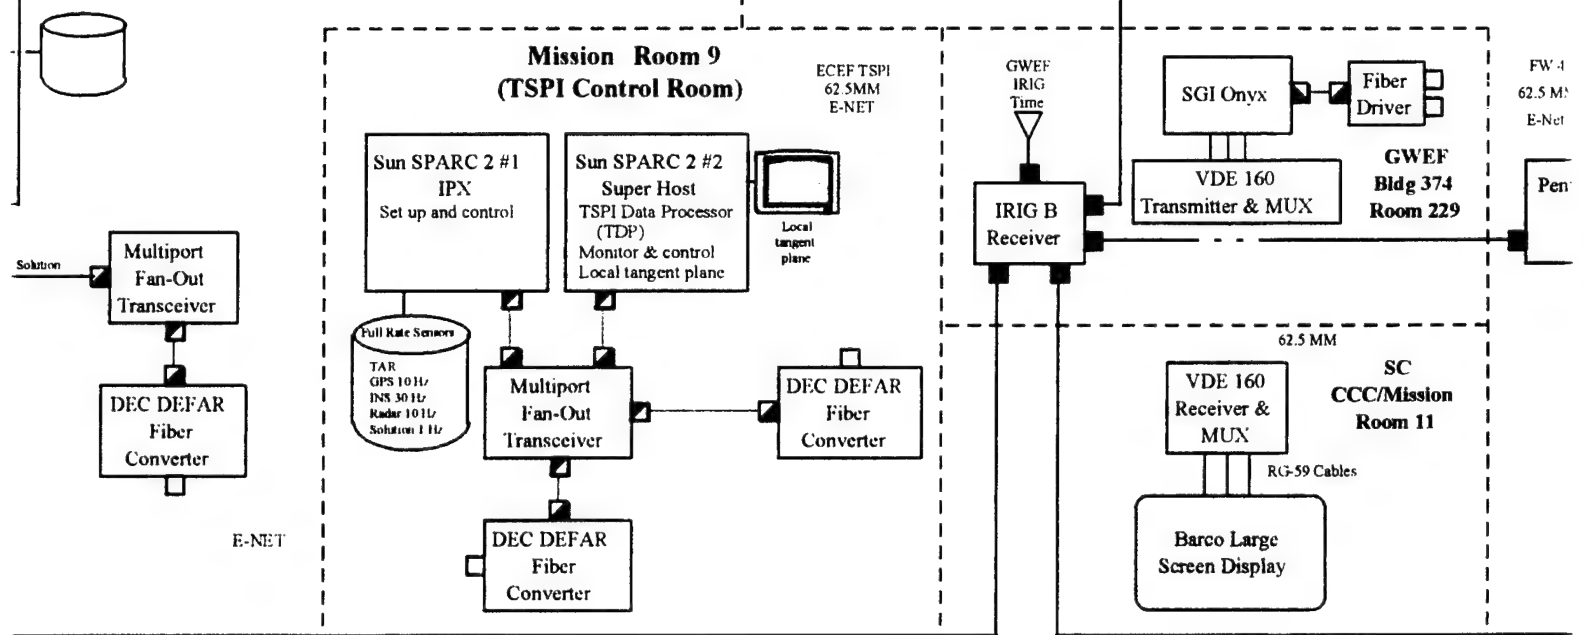 Solution
Multiport
Fan-Out
Transceiver
DEC DEFAR
Fiber
Converter
E-NET
Mission Room 9
(TSPI Control Room)
ECEF TSPI
62.5MM
E-NET
Sun SPARC 2 #1
IPX
Set up and control
Sun SPARC 2 #2
Super Host
TSPI Data Processor
(TDP)
Monitor & control
Local tangent plane
Local
tangent
plane
Full Rate Sensors
TAR
GPS 10 Hz
INS 30 Hz
Radar 10 Hz
Solution 1 Hz
Multiport
Fan-Out
Transceiver
DEC DEFAR
Fiber
Converter
DEC DEFAR
Fiber
Converter
GWEF
IRIG
Time
IRIG B
Receiver
SGI Onyx
Fiber
Driver
VDE 160
Transmitter & MUX
GWEF
Bldg 374
Room 229
62.5 MM
VDE 160
Receiver &
MUX
SC
CCC/Mission
Room 11
RG-59 Cables
Barco Large
Screen Display
62.5
E-Net
Pen